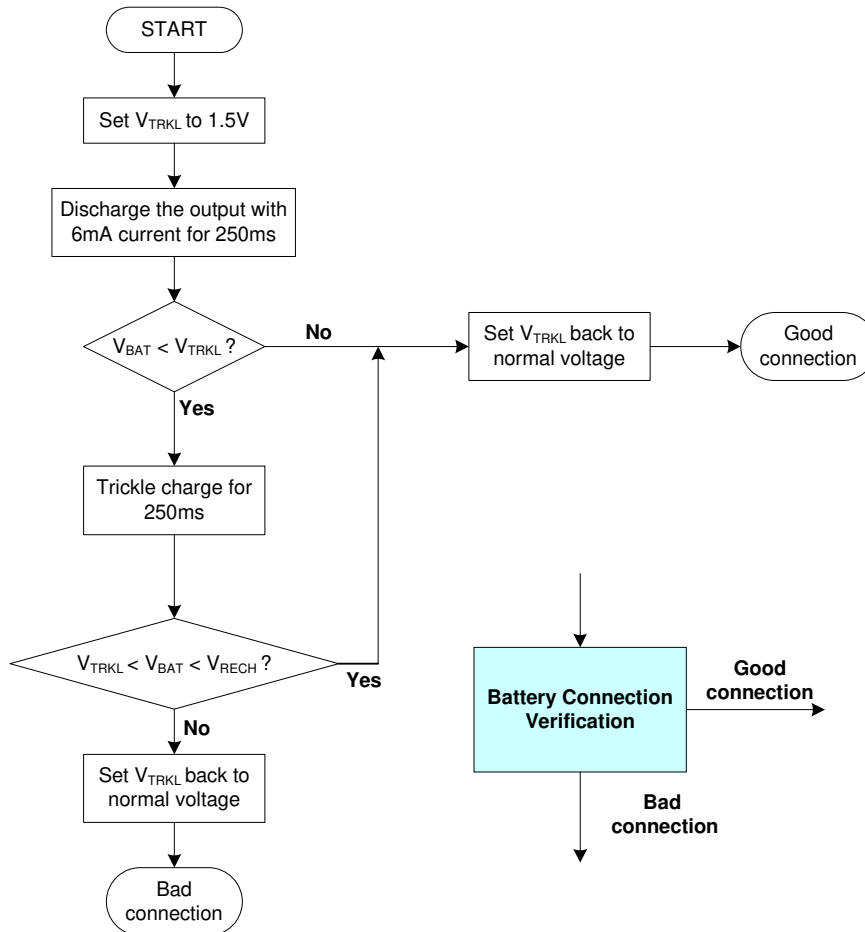 START
Set VTRKL to 1.5V
Discharge the output with
6mA current for 250ms
VBAT < VTRKL ?
No
Set VTRKL back to
normal voltage
Good
connection
Yes
Trickle charge for
250ms
VTRKL < VBAT < VRECH ?
Yes
No
Set VTRKL back to
normal voltage
Bad
connection
Battery Connection
Verification
Good
connection
Bad
connection